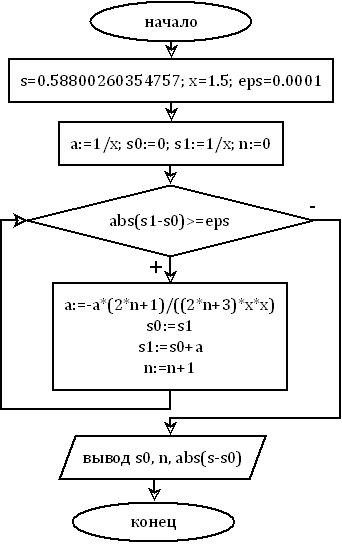 начало
s=0.58800260354757; x=1.5; eps=0.0001
a:=1/x; s0:=0; s1:=1/x; n:=0
abs(s1-s0)>=eps
-
+
a:=-a*(2*n+1)/((2*n+3)*x*x)
s0:=s1
s1:=s0+a
n:=n+1
вывод s0, n, abs(s-s0)
конец